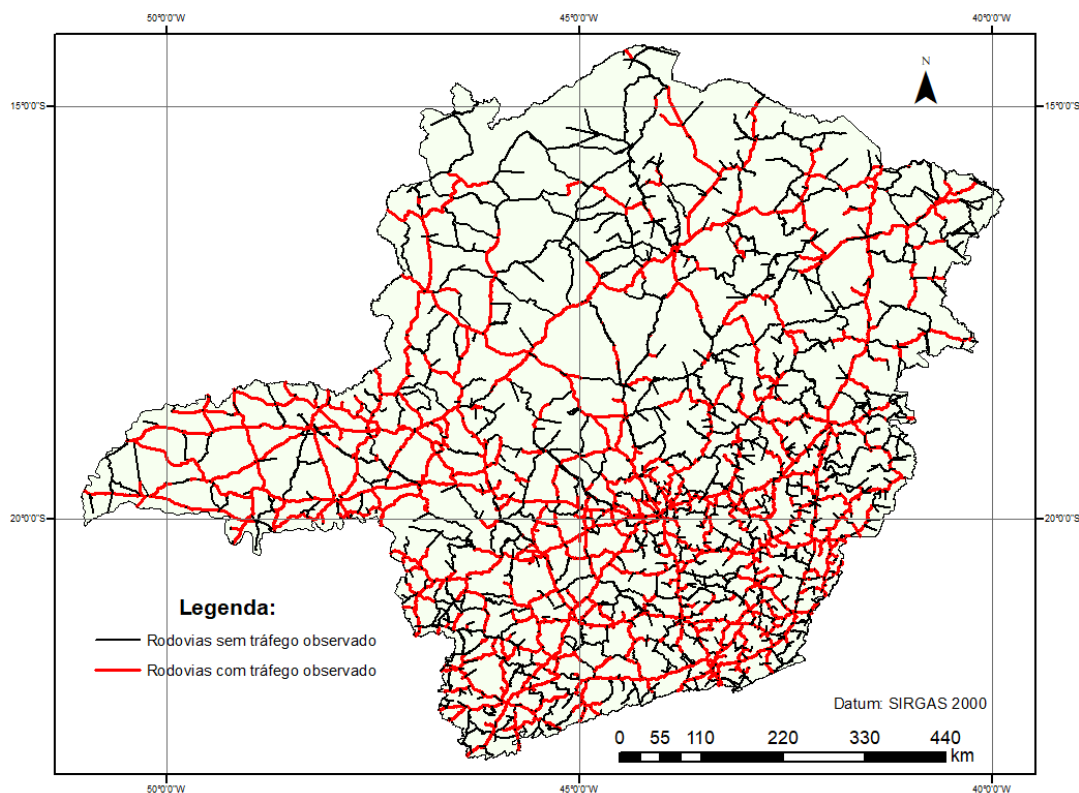 50°0'0"W 45°0'0"W 40°0'0"W
N
15°0'0"S 15°0'0"S
20°0'0"S 20°0'0"S
Legenda:
Rodovias sem tráfego observado
Rodovias com tráfego observado
Datum: SIRGAS 2000
0 55 110 220 330 440
km
50°0'0"W 45°0'0"W 40°0'0"W